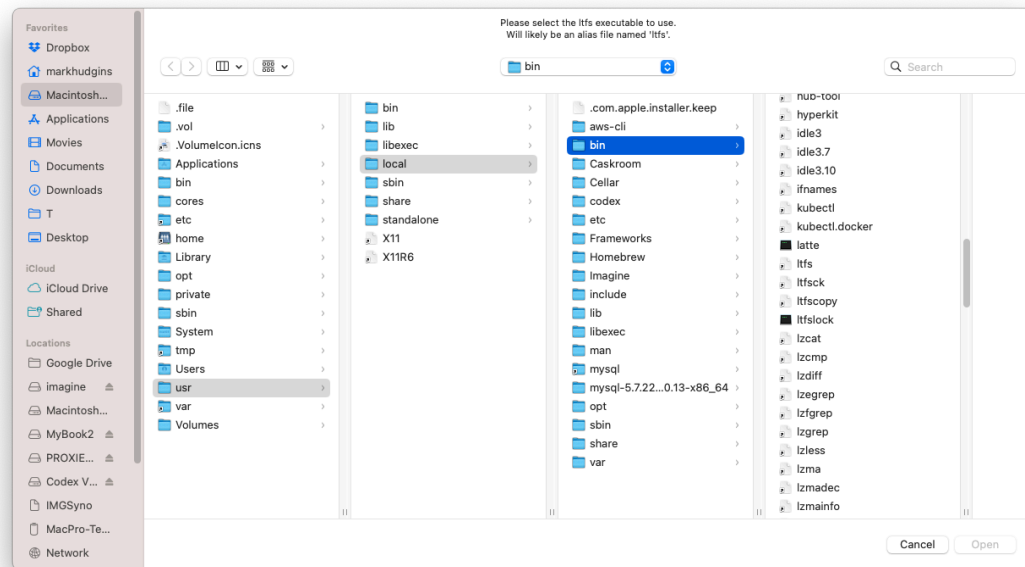 Please select the ltfs executable to use.
Will likely be an alias file named 'ltfs'.
bin
Search
Favorites
Dropbox
markhudgins
Macintosh...
Applications
Movies
Documents
Downloads
T
Desktop
iCloud
iCloud Drive
Shared
Locations
Google Drive
imagine
Macintosh...
MyBook2
PROXIE...
Codex V...
IMGSyno
MacPro-Te...
Network
.file
.vol
.VolumeIcon.icns
Applications
bin
cores
etc
home
Library
opt
private
sbin
System
tmp
Users
usr
var
Volumes
bin
lib
libexec
local
sbin
share
standalone
X11
X11R6
.com.apple.installer.keep
aws-cli
bin
Caskroom
Cellar
codex
etc
Frameworks
Homebrew
Imagine
include
lib
libexec
man
mysql
mysql-5.7.22...0.13-x86_64
opt
sbin
share
var
hub-tool
hyperkit
idle3
idle3.7
idle3.10
ifnames
kubectl
kubectl.docker
latte
ltfs
ltfsck
ltfscopy
ltfslock
lzcat
lzcmp
lzdiff
lzegrep
lzfgrep
lzgrep
lzless
lzma
lzmadec
lzmainfo
Cancel
Open